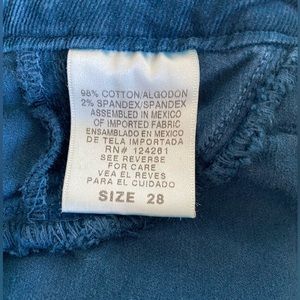 98% COTTON/ALGODON
2% SPANDEX/SPANDEX
ASSEMBLED IN MEXICO
OF IMPORTED FABRIC
ENSAMBLADO EN MEXICO
DE TELA IMPORTADA
RN# 124261
SEE REVERSE
FOR CARE
VEA EL REVES
PARA EL CUIDADO
SIZE 28